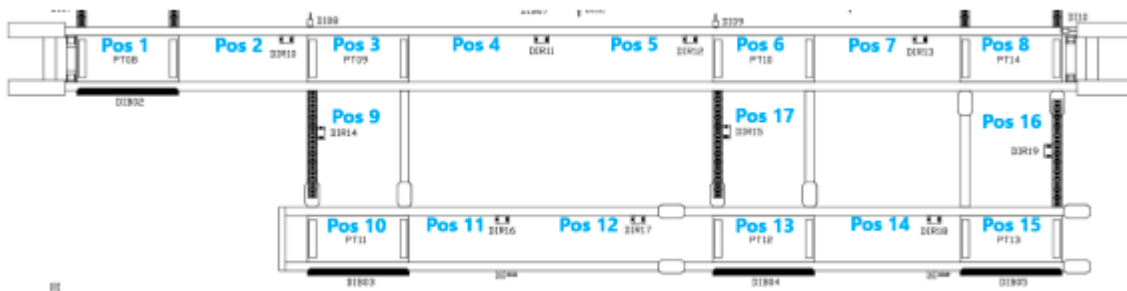 DI08
DI09
DI10
Pos 1
Pos 2
Pos 3
Pos 4
Pos 5
Pos 6
Pos 7
Pos 8
PT08
DIR10
PT09
DIR11
DIR12
PT10
DIR13
PT14
DIB02
Pos 9
Pos 17
Pos 16
DIR14
DIR15
DIR19
Pos 10
Pos 11
Pos 12
Pos 13
Pos 14
Pos 15
PT11
DIR16
DIR17
PT12
DIR18
PT13
DIB03
DIB04
DIB05